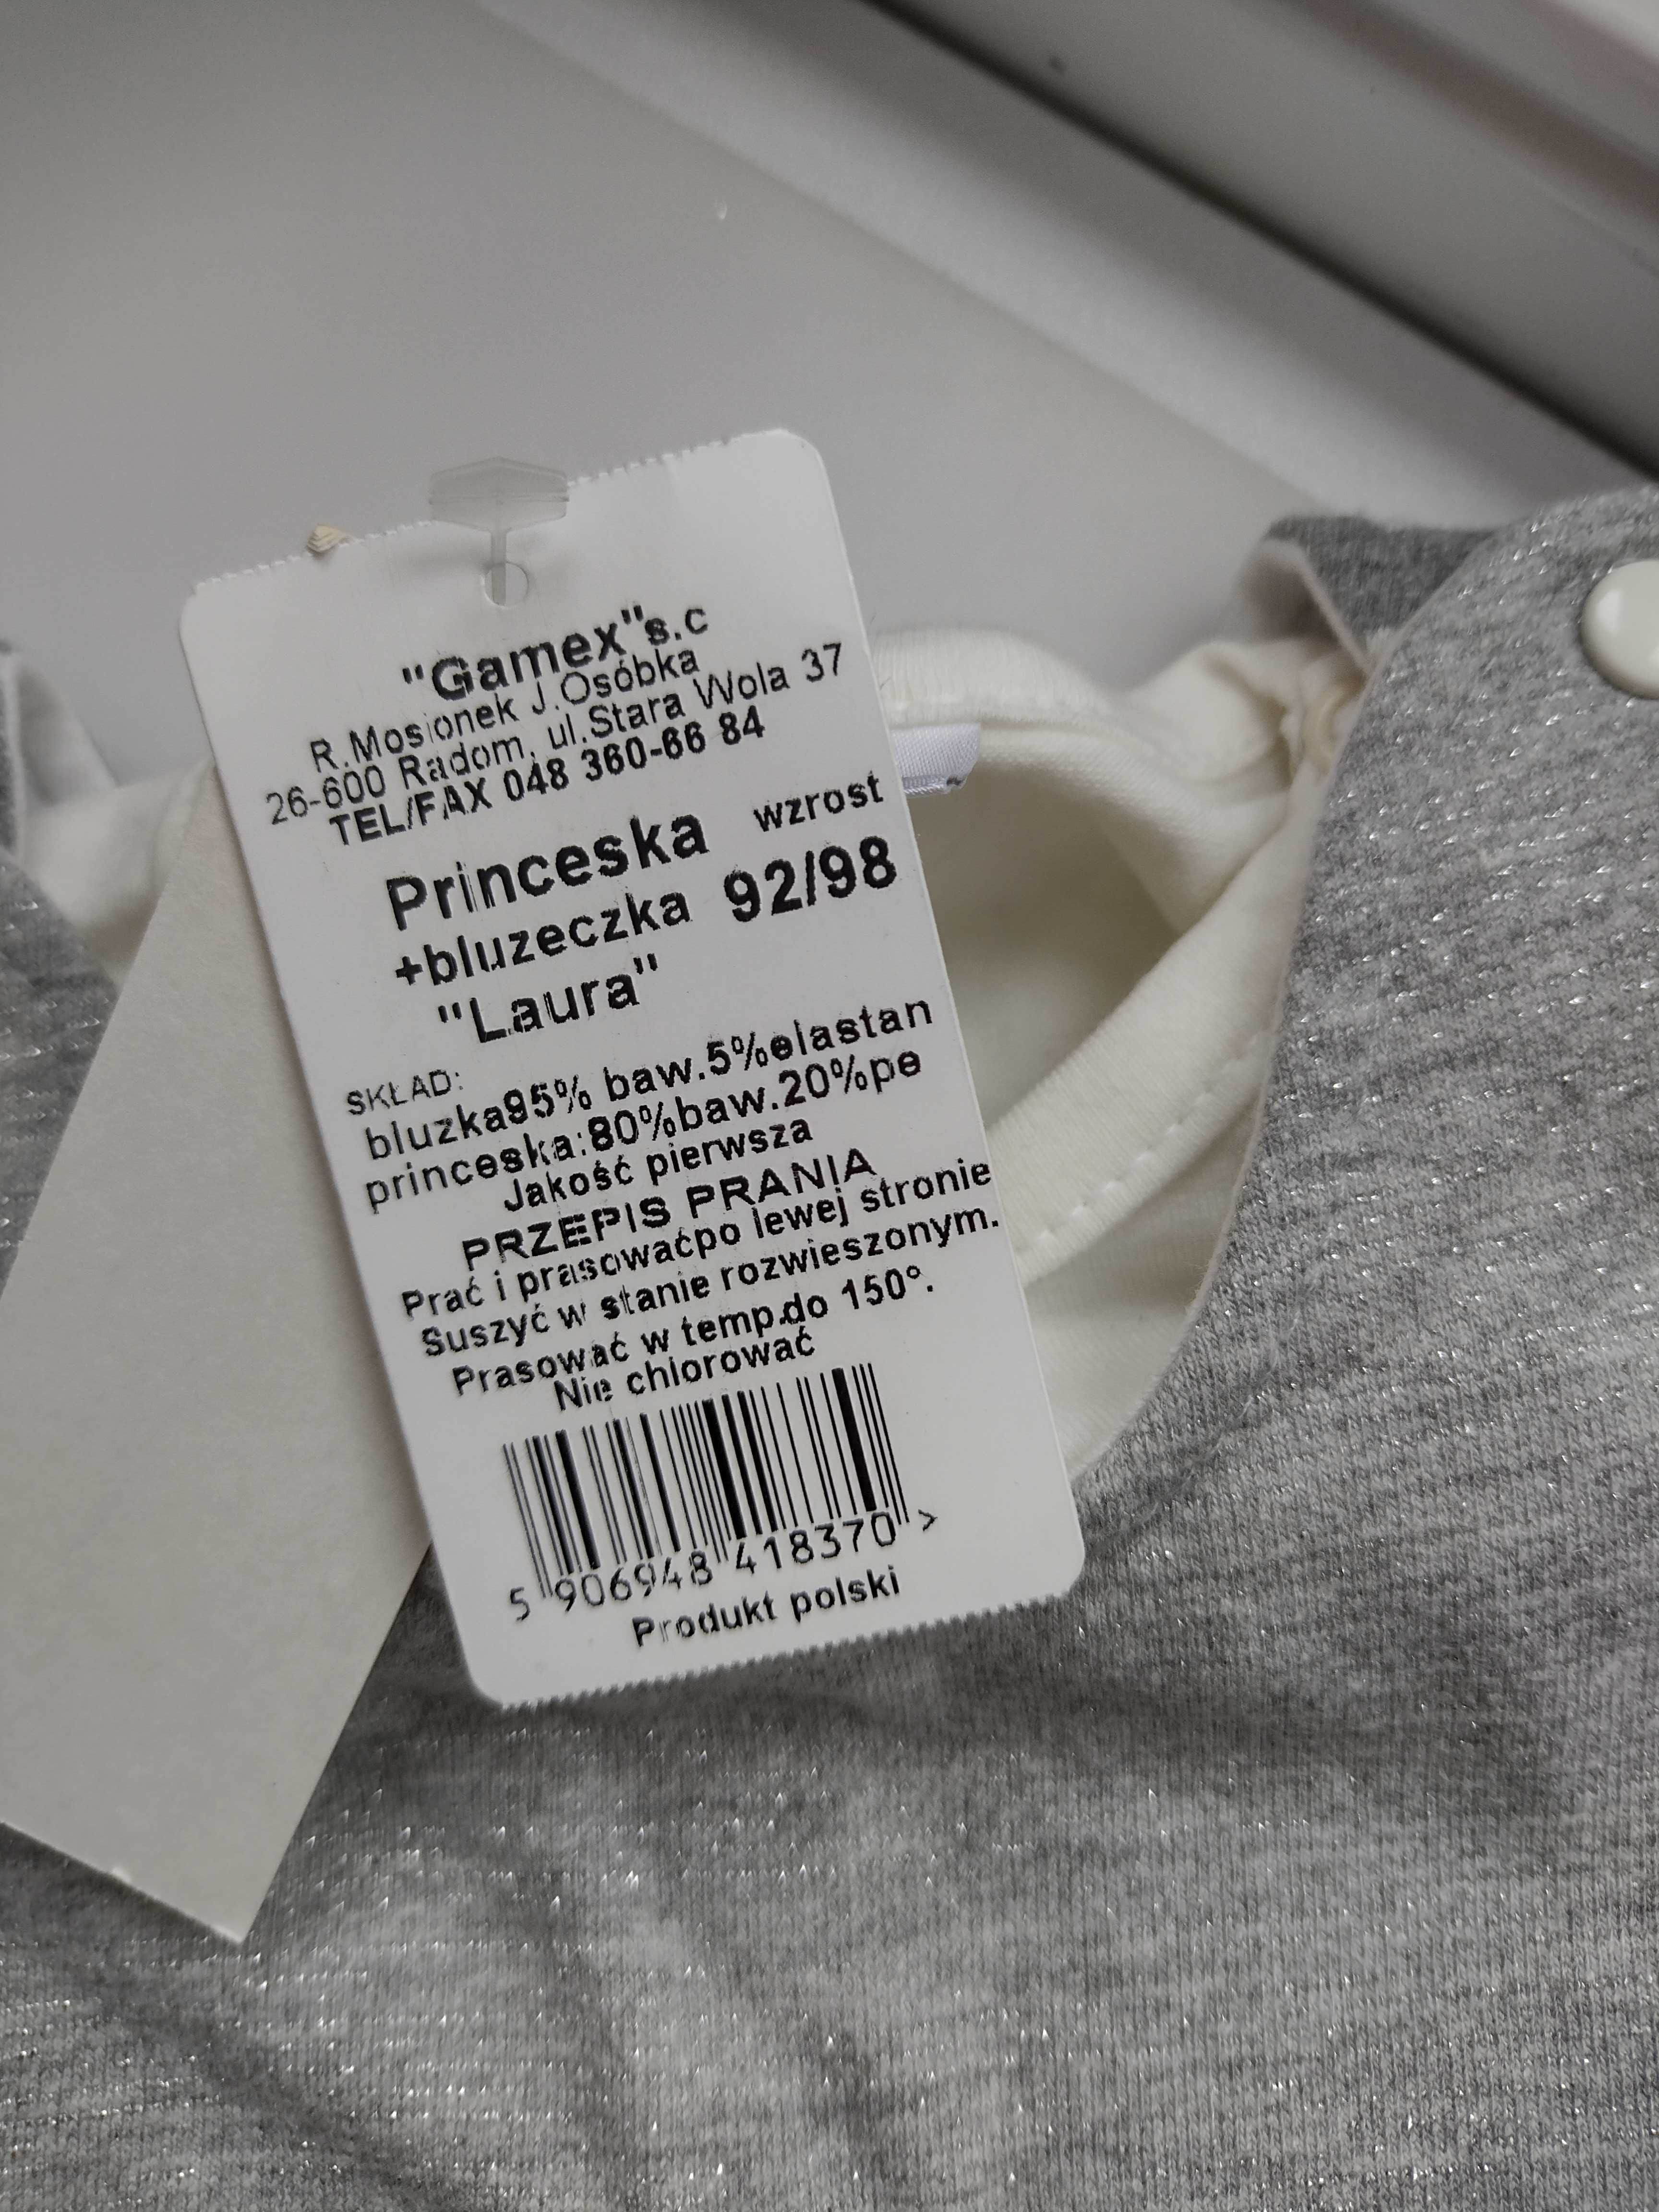 "Gamex"s.c
R.Mosionek J.Osóbka
26-600 Radom, ul.Stara Wola 37
TEL/FAX 048 360-66 84
Princeska wzrost
+bluzeczka 92/98
"Laura"
SKŁAD:
bluzka95% baw.5%elastan
princeska:80%baw.20%pe
Jakość pierwsza
PRZEPIS PRANIA
Prać i prasowaćpo lewej stronie
Suszyć w stanie rozwieszonym.
Prasować w temp.do 150°.
Nie chlorować
5 906948 418370 >
Produkt polski